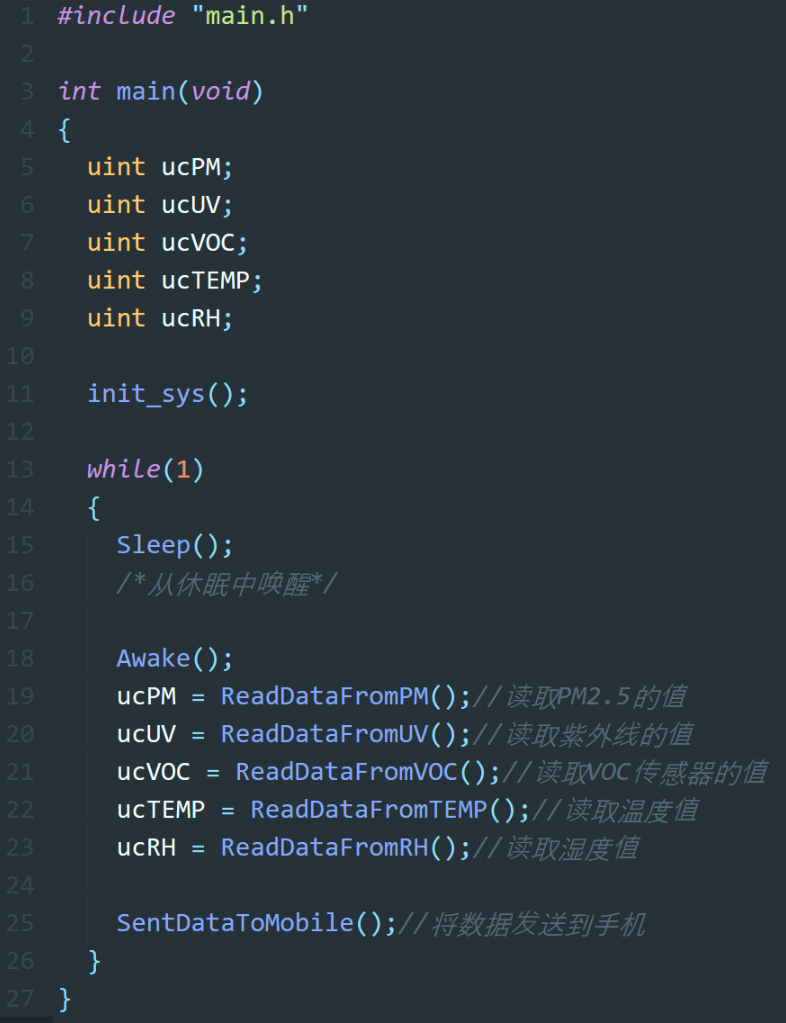 1 #include "main.h"
2
3 int main(void)
4 {
5 uint ucPM;
6 uint ucUV;
7 uint ucVOC;
8 uint ucTEMP;
9 uint ucRH;
10
11 init_sys();
12
13 while(1)
14 {
15 Sleep();
16 /*从休眠中唤醒*/
17
18 Awake();
19 ucPM = ReadDataFromPM();//读取PM2.5的值
20 ucUV = ReadDataFromUV();//读取紫外线的值
21 ucVOC = ReadDataFromVOC();//读取VOC传感器的值
22 ucTEMP = ReadDataFromTEMP();//读取温度值
23 ucRH = ReadDataFromRH();//读取湿度值
24
25 SentDataToMobile();//将数据发送到手机
26 }
27 }